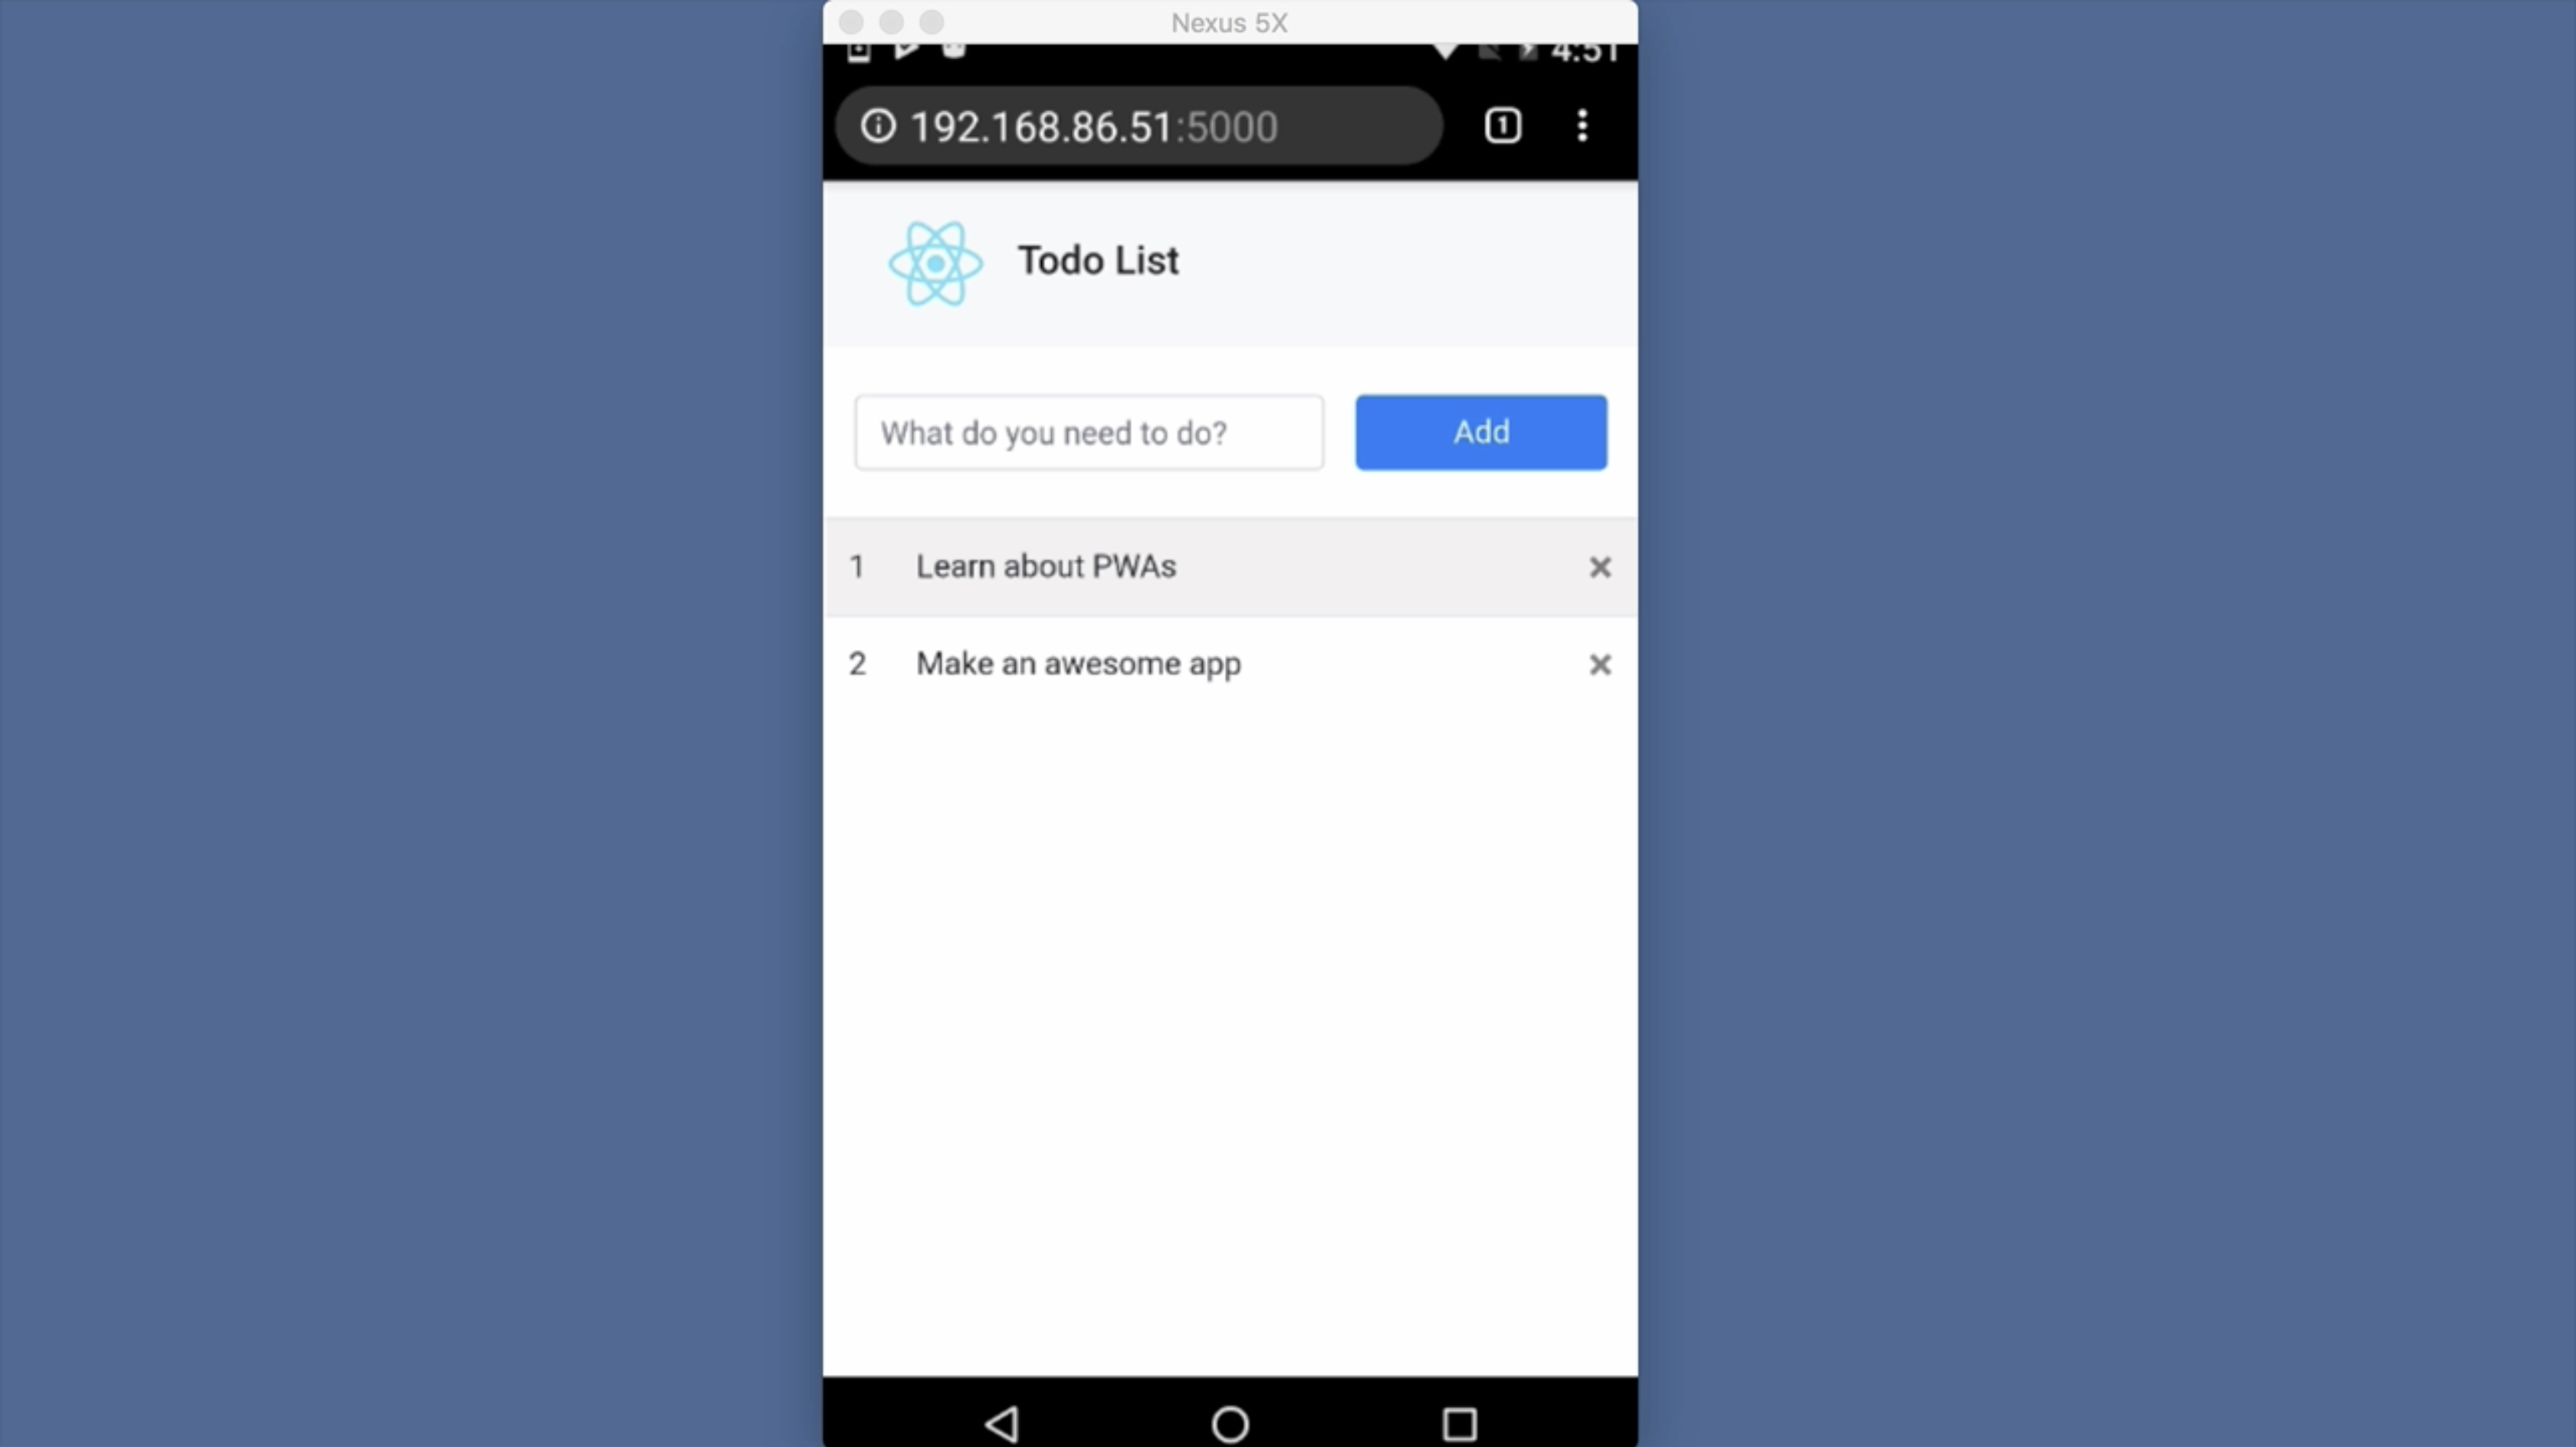 Nexus 5X
4:51
192.168.86.51:5000
1
Todo List
What do you need to do?
Add
1 Learn about PWAs
2 Make an awesome app